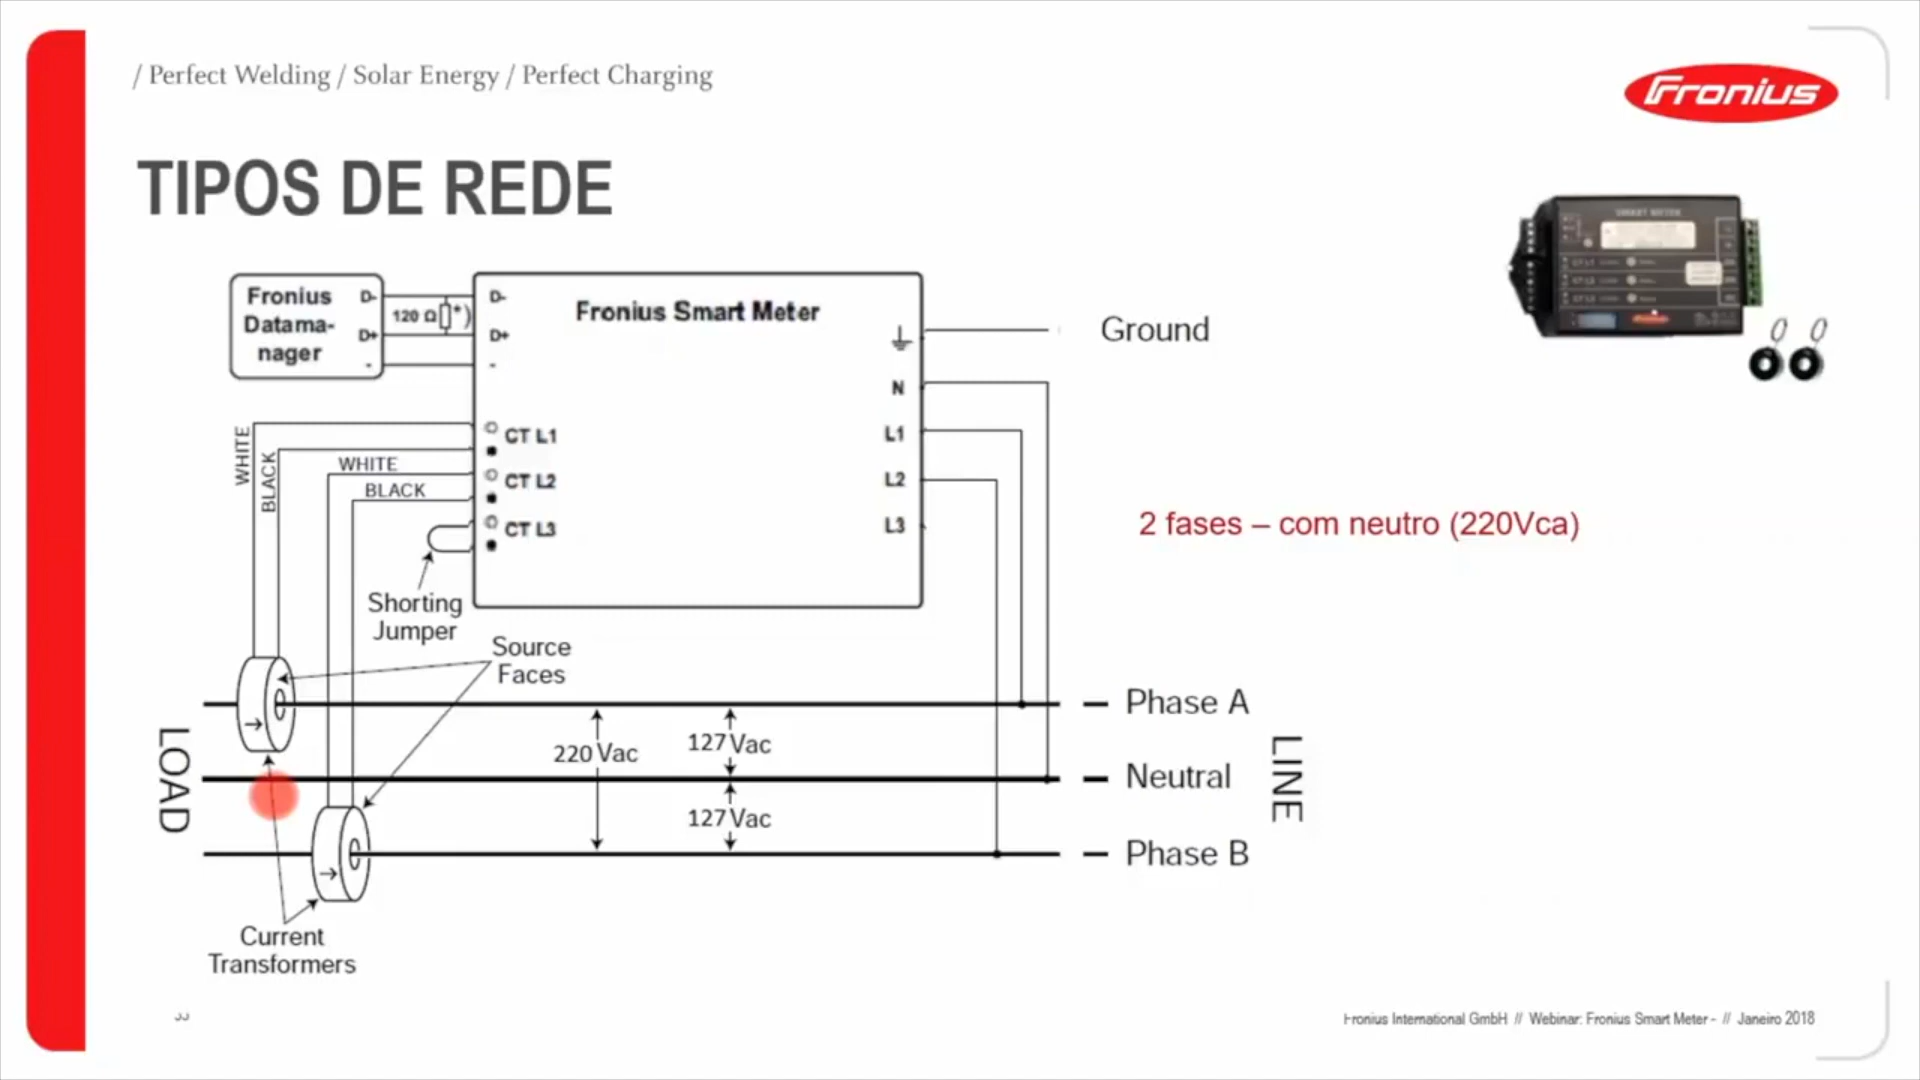 / Perfect Welding / Solar Energy / Perfect Charging
Fronius
TIPOS DE REDE
SMART METER
Fronius
Datama-
nager
D-
D+
-
120 Ω
*)
D-
D+
-
Fronius Smart Meter
Ground
N
L1
L2
L3
CT L1
CT L2
CT L3
WHITE
BLACK
WHITE
BLACK
2 fases – com neutro (220Vca)
Shorting
Jumper
Source
Faces
LOAD
220 Vac
127 Vac
127 Vac
Phase A
Neutral
Phase B
LINE
Current
Transformers
Fronius International GmbH // Webinar: Fronius Smart Meter - // Janeiro 2018